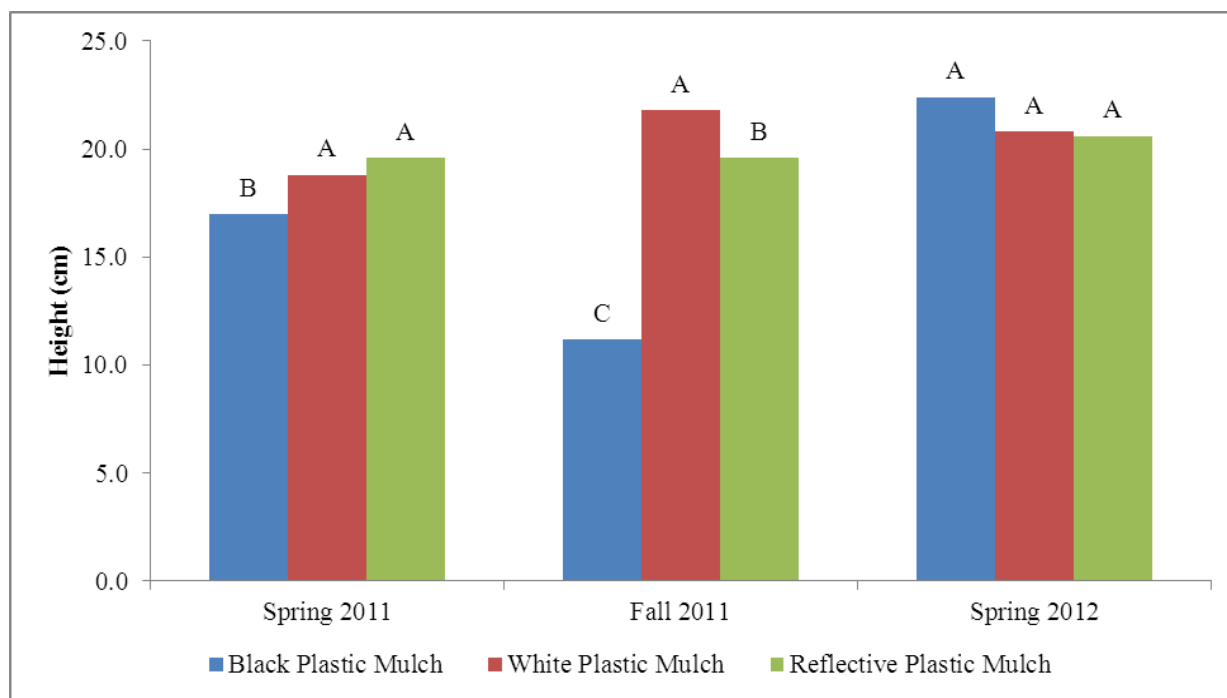 25.0
20.0
15.0
10.0
5.0
0.0
Height (cm)
B
A
A
C
A
B
A
A
A
Spring 2011
Fall 2011
Spring 2012
Black Plastic Mulch
White Plastic Mulch
Reflective Plastic Mulch